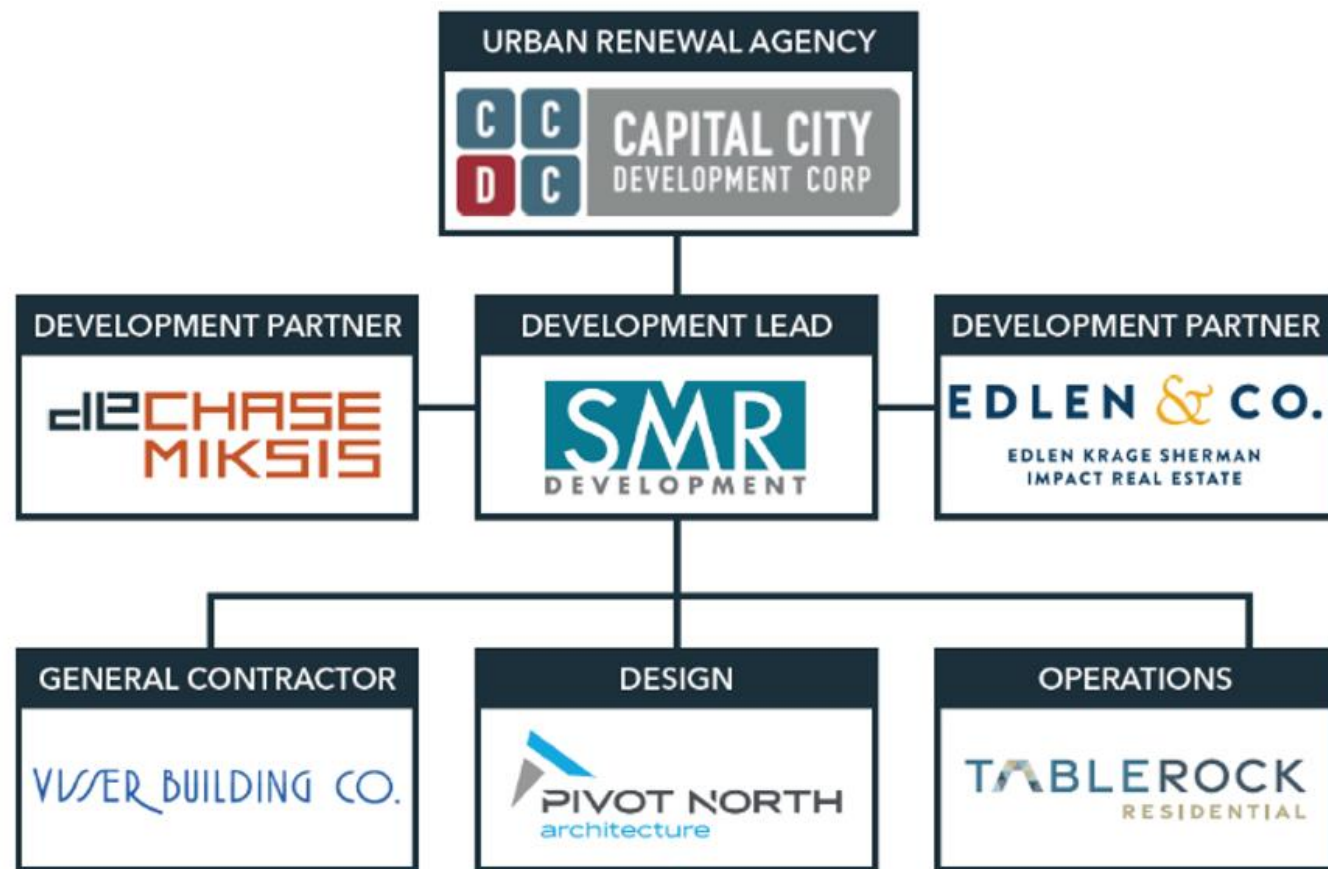 URBAN RENEWAL AGENCY
C C
D C
CAPITAL CITY
DEVELOPMENT CORP
DEVELOPMENT PARTNER
deCHASE
MIKSIS
DEVELOPMENT LEAD
SMR
DEVELOPMENT
DEVELOPMENT PARTNER
EDLEN & CO.
EDLEN KRAGE SHERMAN
IMPACT REAL ESTATE
GENERAL CONTRACTOR
VISSER BUILDING CO.
DESIGN
PIVOT NORTH
architecture
OPERATIONS
TABLEROCK
RESIDENTIAL